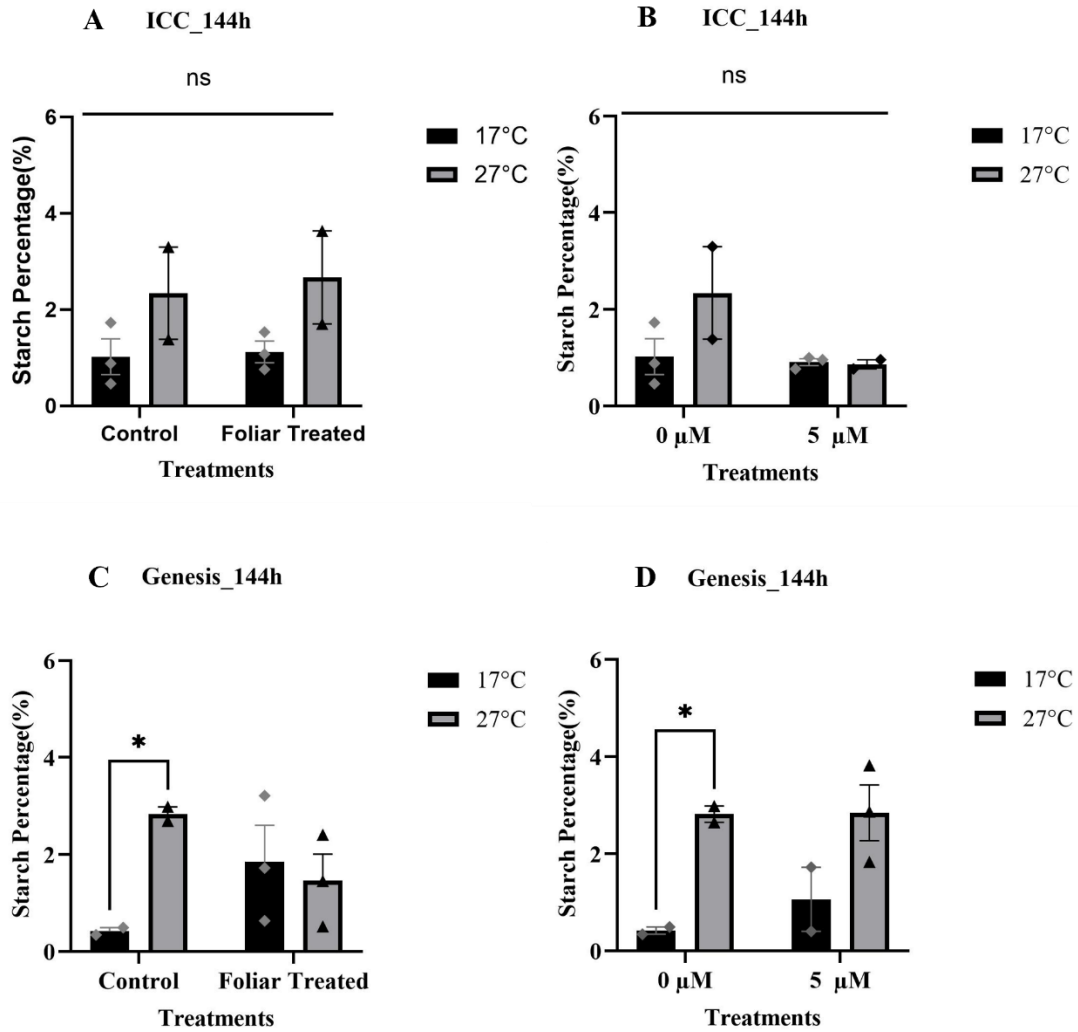 A ICC_144h
ns
Starch Percentage(%)
6
4
2
0
Control Foliar Treated
Treatments
17°C
27°C
B ICC_144h
ns
Starch Percentage(%)
6
4
2
0
0 µM 5 µM
Treatments
17°C
27°C
C Genesis_144h
Starch Percentage(%)
6
4
2
0
*
Control Foliar Treated
Treatments
17°C
27°C
D Genesis_144h
Starch Percentage(%)
6
4
2
0
*
0 µM 5 µM
Treatments
17°C
27°C